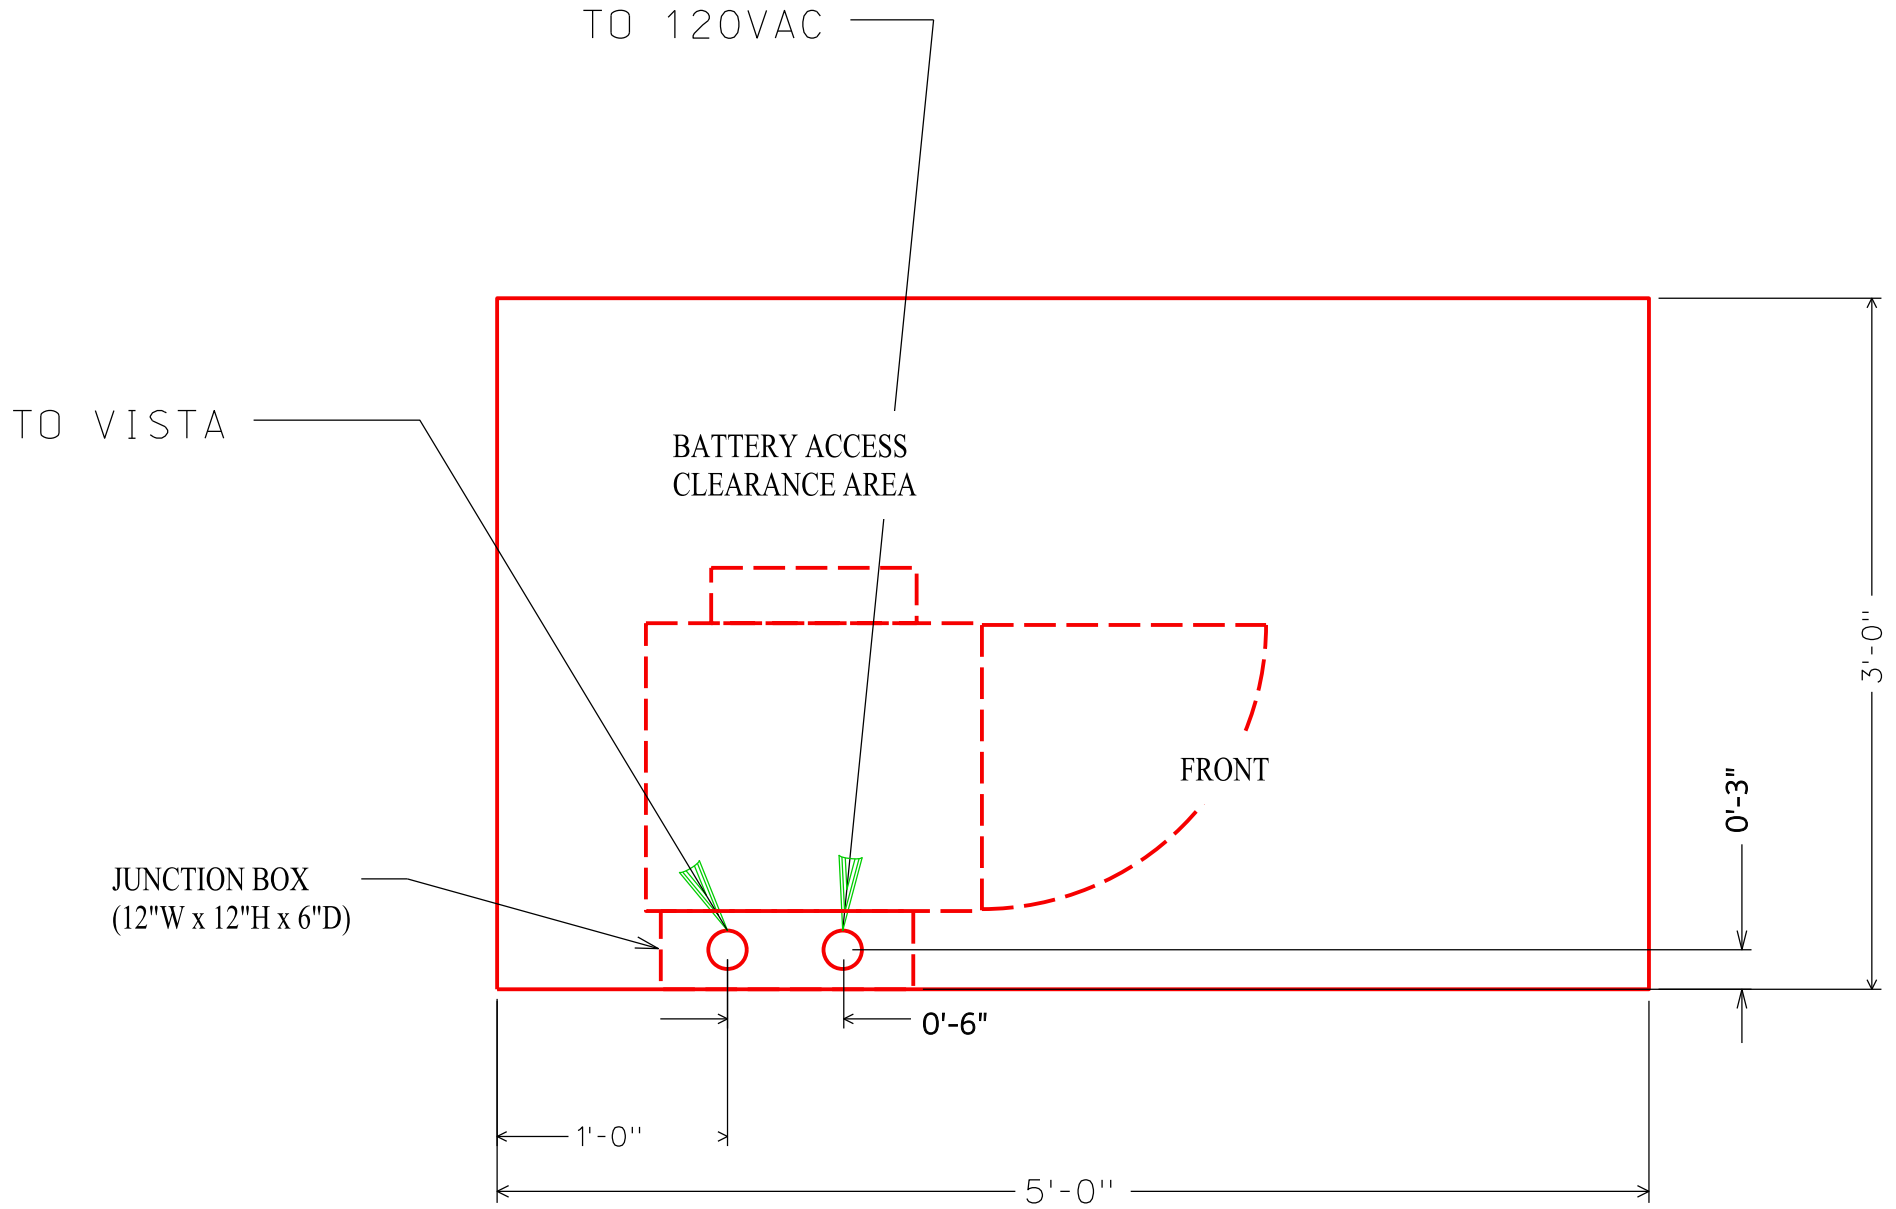 TO 120VAC
TO VISTA
BATTERY ACCESS
CLEARANCE AREA
3'-0"
FRONT
0'-3"
JUNCTION BOX
(12"W x 12"H x 6"D)
0'-6"
1'-0"
5'-0"